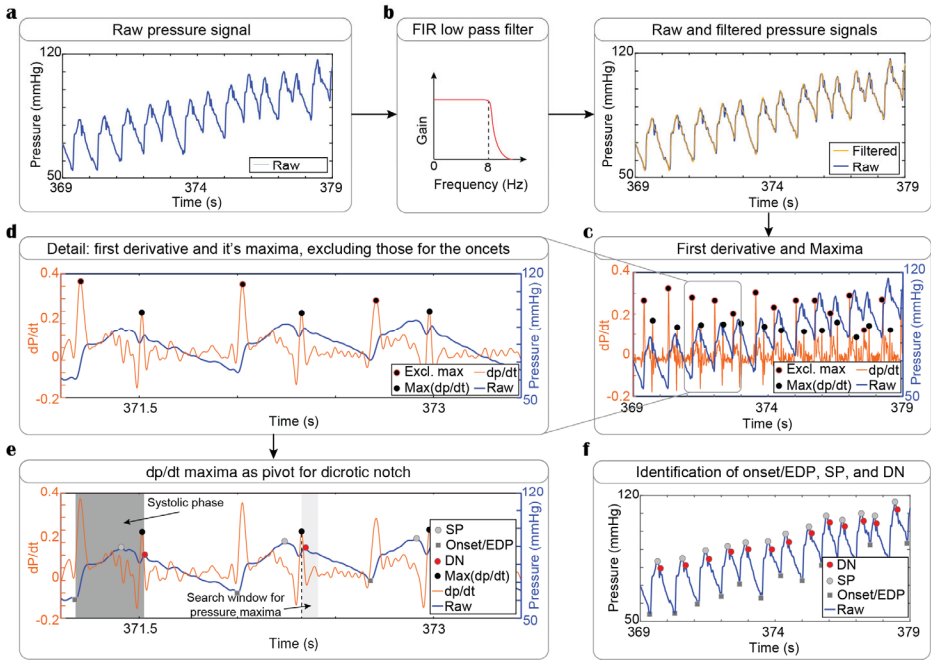 a
Raw pressure signal
120
Pressure (mmHg)
50
369
374
379
Time (s)
Raw
b
FIR low pass filter
Gain
0
8
Frequency (Hz)
Raw and filtered pressure signals
120
Pressure (mmHg)
50
369
374
379
Time (s)
Filtered
Raw
d
Detail: first derivative and it's maxima, excluding those for the oncets
0.4
0.2
0
-0.2
dP/dt
120
Pressure (mmHg)
50
371.5
373
Time (s)
Excl. max
dp/dt
Max(dp/dt)
Raw
c
First derivative and Maxima
0.4
0.2
0
-0.2
dP/dt
120
Pressure (mmHg)
50
369
374
379
Time (s)
Excl. max
dp/dt
Max(dp/dt)
Raw
e
dp/dt maxima as pivot for dicrotic notch
0.4
0.2
0
-0.2
dP/dt
120
Pressure (mmHg)
50
371.5
373
Time (s)
Systolic phase
Search window for
pressure maxima
SP
Onset/EDP
DN
Max(dp/dt)
dp/dt
Raw
f
Identification of onset/EDP, SP, and DN
120
Pressure (mmHg)
50
369
374
379
Time (s)
DN
SP
Onset/EDP
Raw